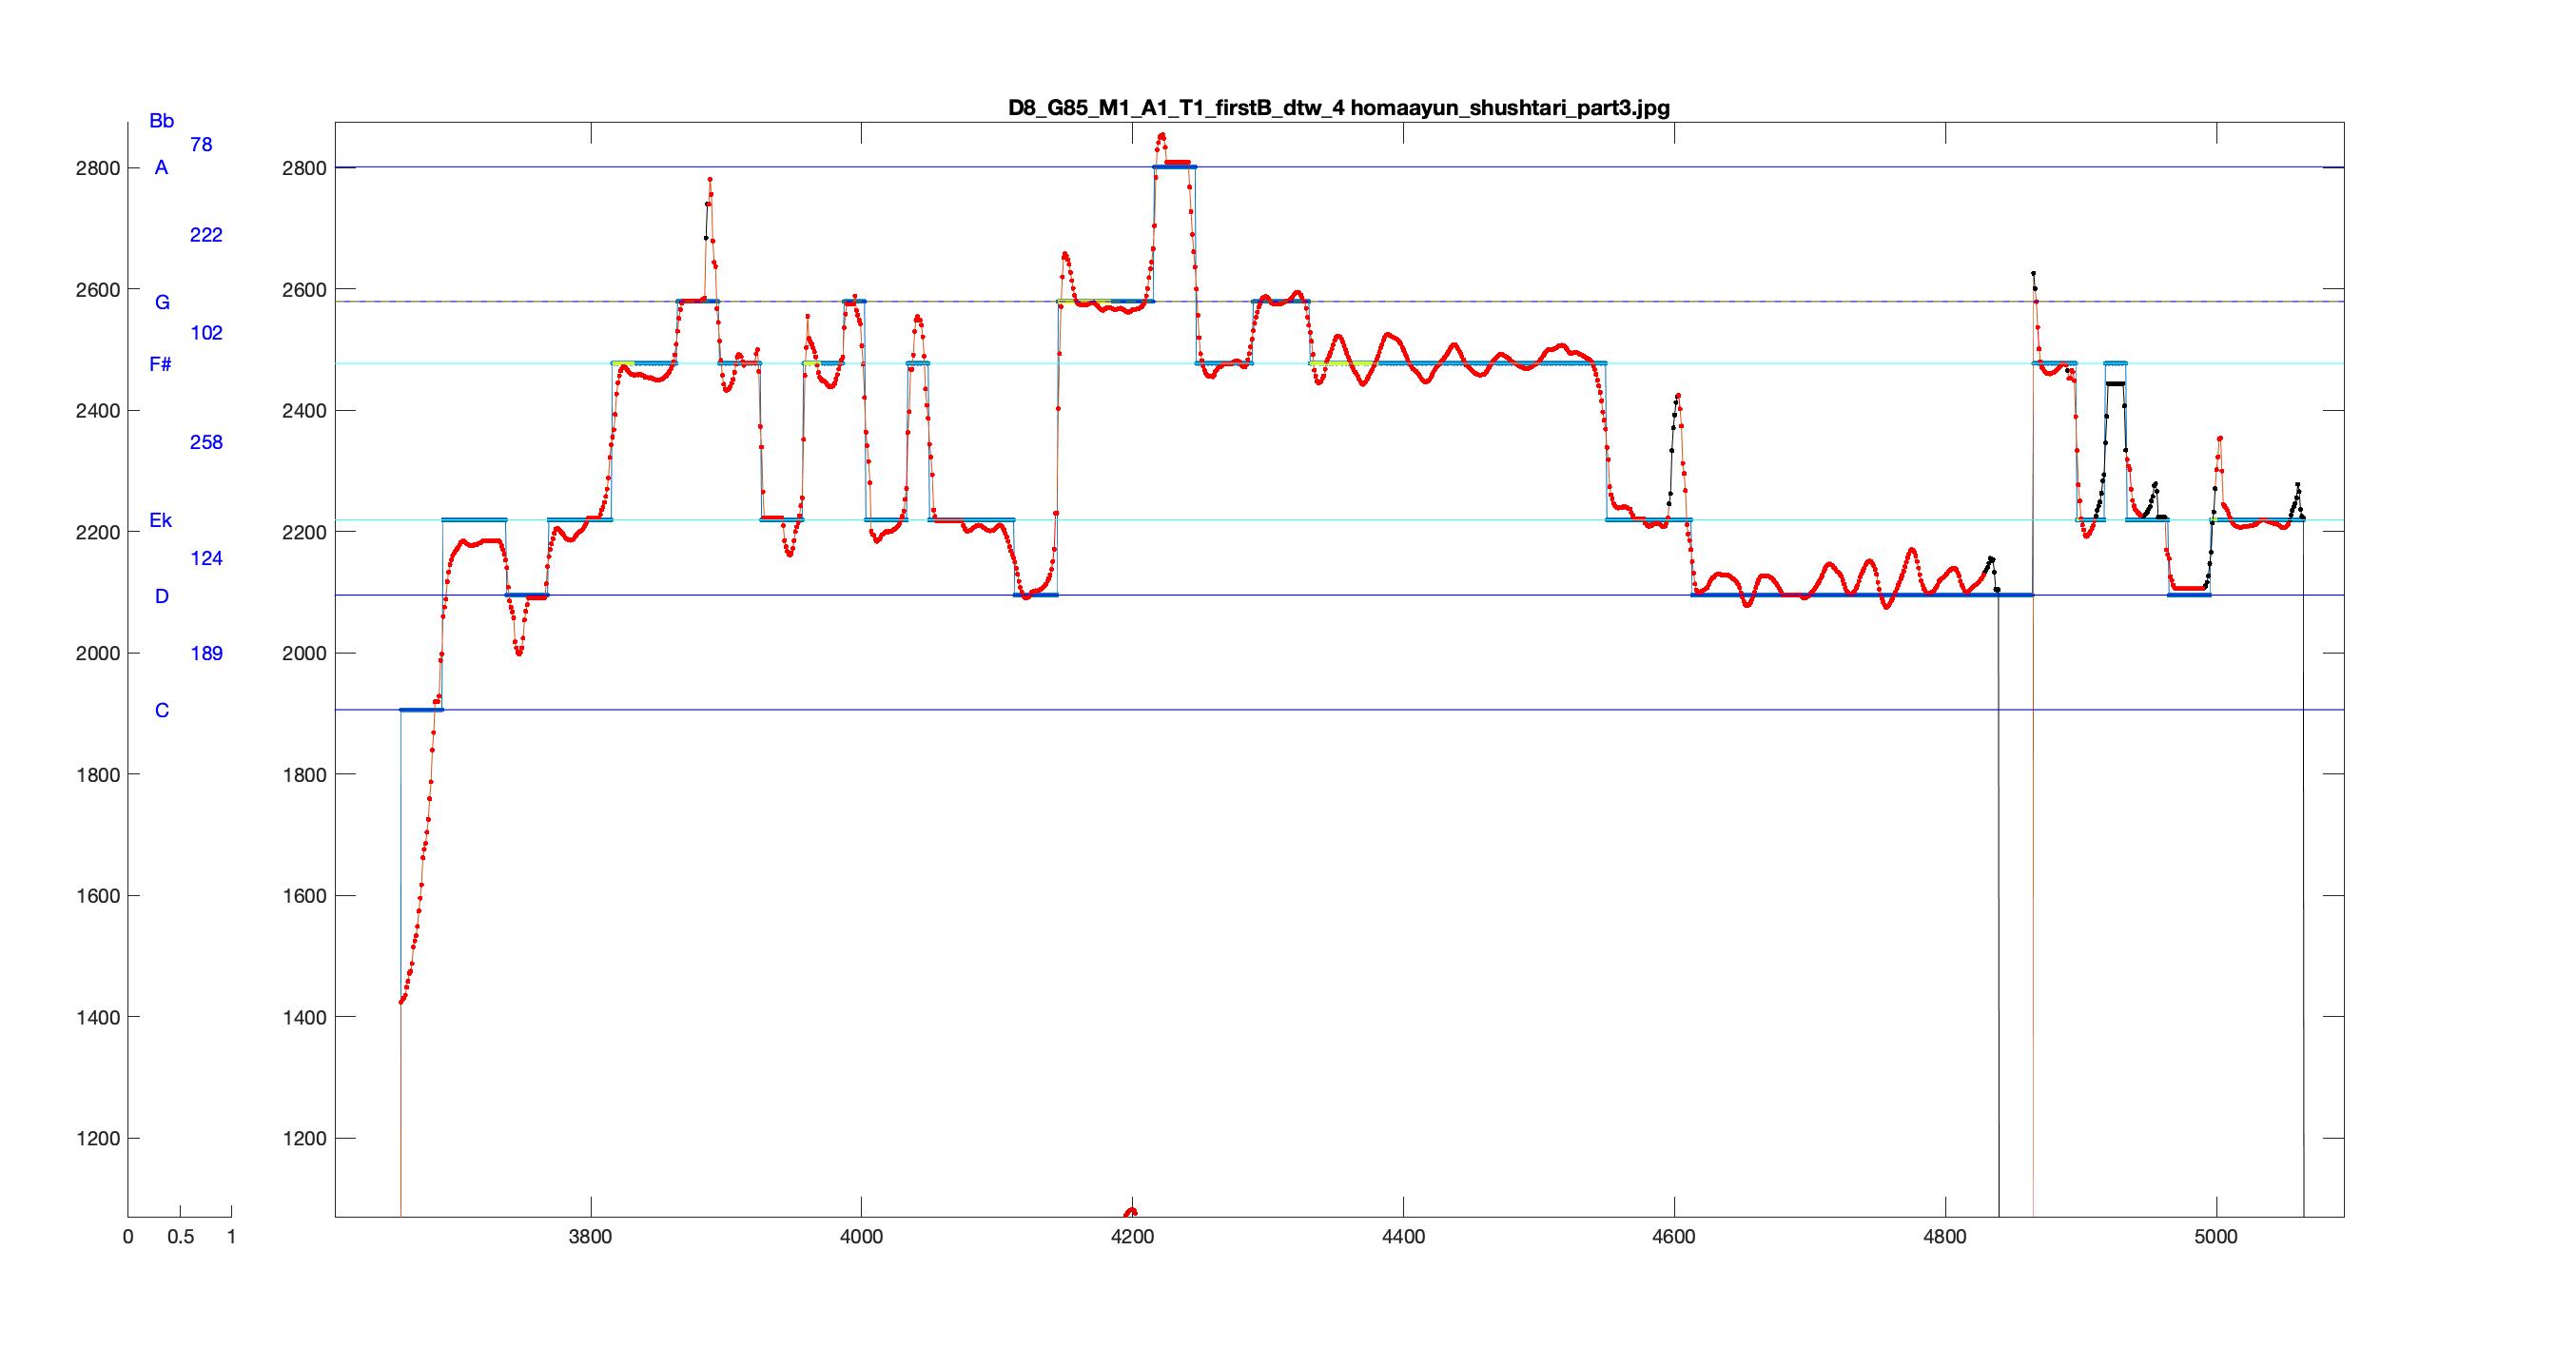 D8_G85_M1_A1_T1_firstB_dtw_4 homaayun_shushtari_part3.jpg
Bb
78
2800 A 2800
222
2600 2600
G
102
F#
2400 2400
258
Ek
2200 2200
124
D
2000 189 2000
C
1800 1800
1600 1600
1400 1400
1200 1200
0 0.5 1 3800 4000 4200 4400 4600 4800 5000